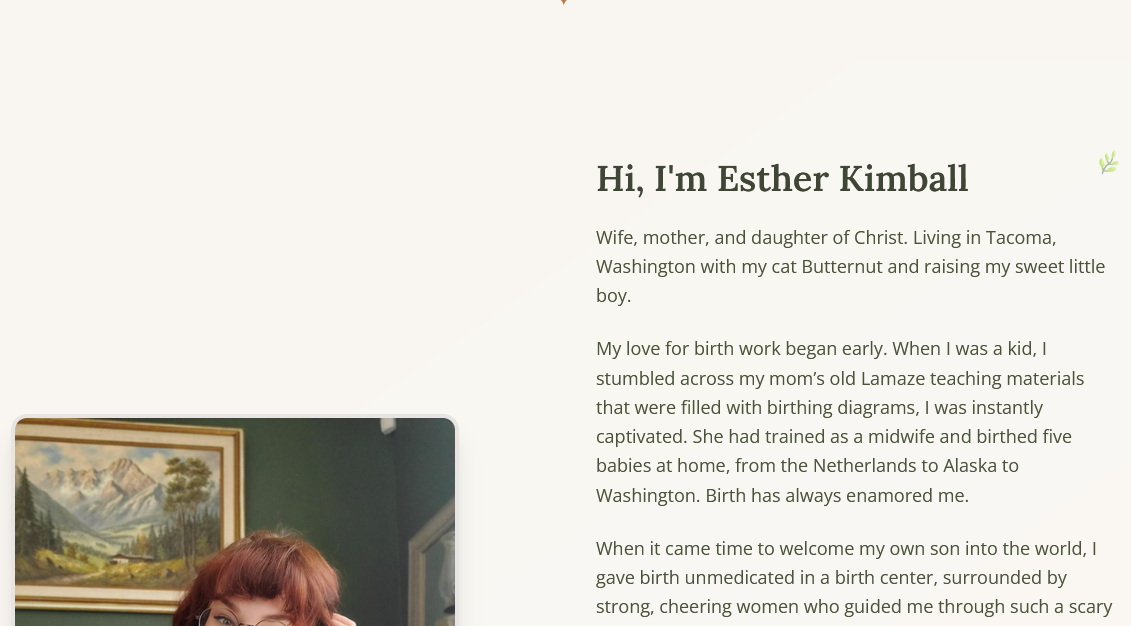 Hi, I'm Esther Kimball
Wife, mother, and daughter of Christ. Living in Tacoma,
Washington with my cat Butternut and raising my sweet little
boy.
My love for birth work began early. When I was a kid, I
stumbled across my mom’s old Lamaze teaching materials
that were filled with birthing diagrams, I was instantly
captivated. She had trained as a midwife and birthed five
babies at home, from the Netherlands to Alaska to
Washington. Birth has always enamored me.
When it came time to welcome my own son into the world, I
gave birth unmedicated in a birth center, surrounded by
strong, cheering women who guided me through such a scary